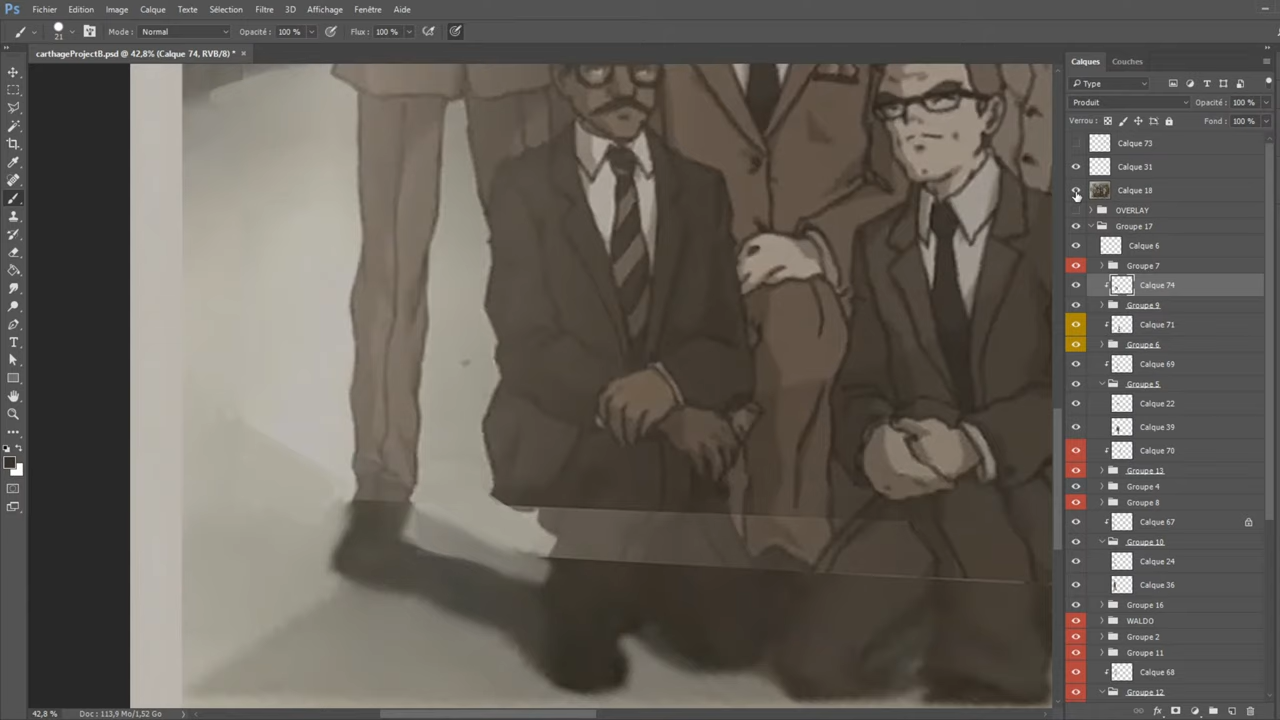 Ps Fichier Edition Image Calque Texte Sélection Filtre 3D Affichage Fenêtre Aide
21 Mode : Normal Opacité : 100 % Flux : 100 %
carthageProjectB.psd @ 42,8% (Calque 74, RVB/8) * ×
Calques Couches
Type
Produit Opacité : 100 %
Verrou : Fond : 100 %
Calque 73
Calque 31
Calque 18
OVERLAY
Groupe 17
Calque 6
Groupe 7
Calque 74
Groupe 9
Calque 71
Groupe 6
Calque 69
Groupe 5
Calque 22
Calque 39
Calque 70
Groupe 13
Groupe 4
Groupe 8
Calque 67
Groupe 10
Calque 24
Calque 36
Groupe 16
WALDO
Groupe 2
Groupe 11
Calque 68
Groupe 12
42,8 % Doc : 113,9 Mo/1,52 Go
fx